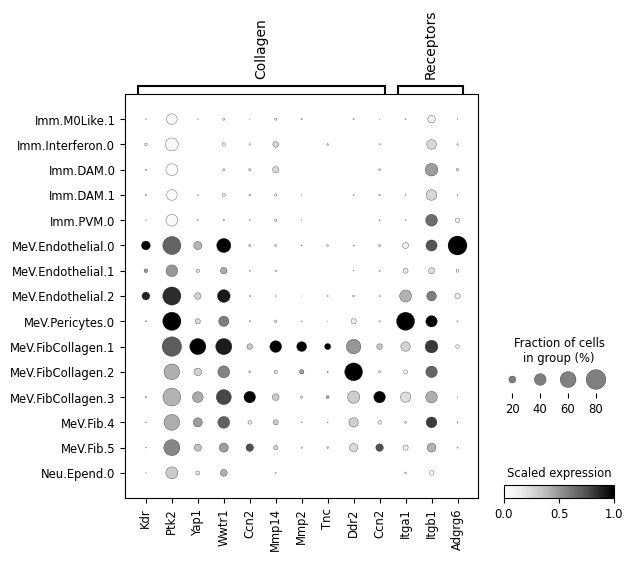 Collagen
Receptors
Imm.M0Like.1
Imm.Interferon.0
Imm.DAM.0
Imm.DAM.1
Imm.PVM.0
MeV.Endothelial.0
MeV.Endothelial.1
MeV.Endothelial.2
MeV.Pericytes.0
MeV.FibCollagen.1
MeV.FibCollagen.2
MeV.FibCollagen.3
MeV.Fib.4
MeV.Fib.5
Neu.Epend.0
Kdr
Ptk2
Yap1
Wwtr1
Ccn2
Mmp14
Mmp2
Tnc
Ddr2
Ccn2
Itga1
Itgb1
Adgrg6
Fraction of cells
in group (%)
20 40 60 80
Scaled expression
0.0 0.5 1.0